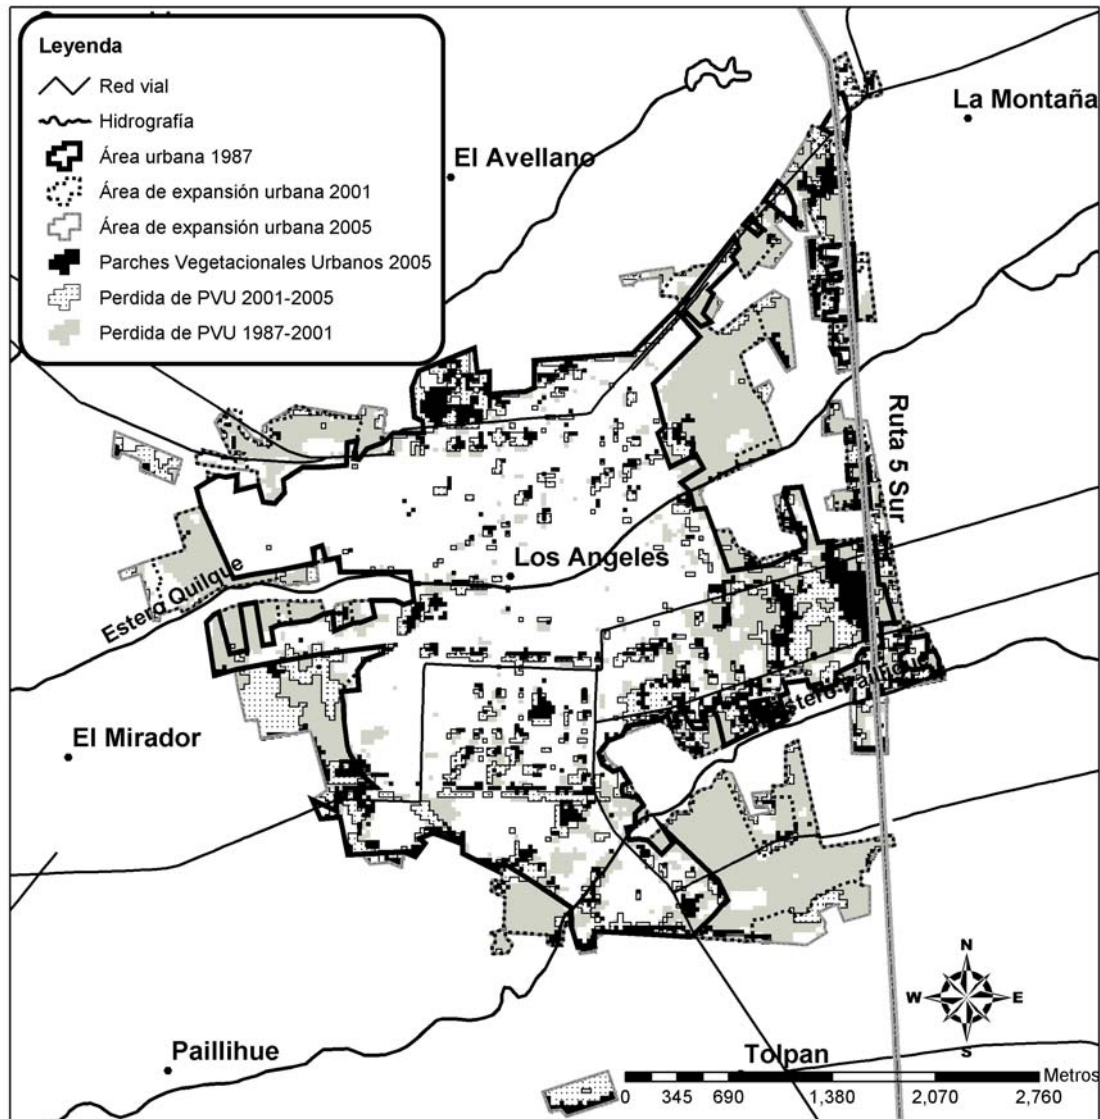 Leyenda
Red vial
Hidrografía
Área urbana 1987
Área de expansión urbana 2001
Área de expansión urbana 2005
Parches Vegetacionales Urbanos 2005
Perdida de PVU 2001-2005
Perdida de PVU 1987-2001
La Montaña
El Avellano
Ruta 5 Sur
Los Angeles
Estero Quilque
El Mirador
Paillihue
Tolpan
N
W
E
S
Metros
0 345 690 1,380 2,070 2,760